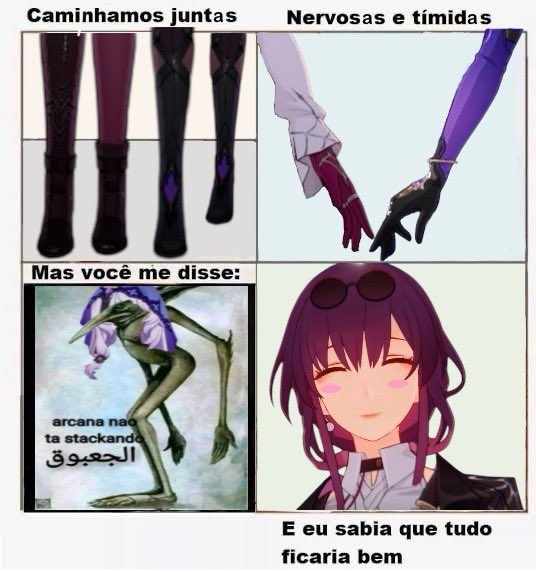 Caminhamos juntas
Nervosas e tímidas
Mas você me disse:
arcana nao
ta stackando
الجعبوق
E eu sabia que tudo
ficaria bem